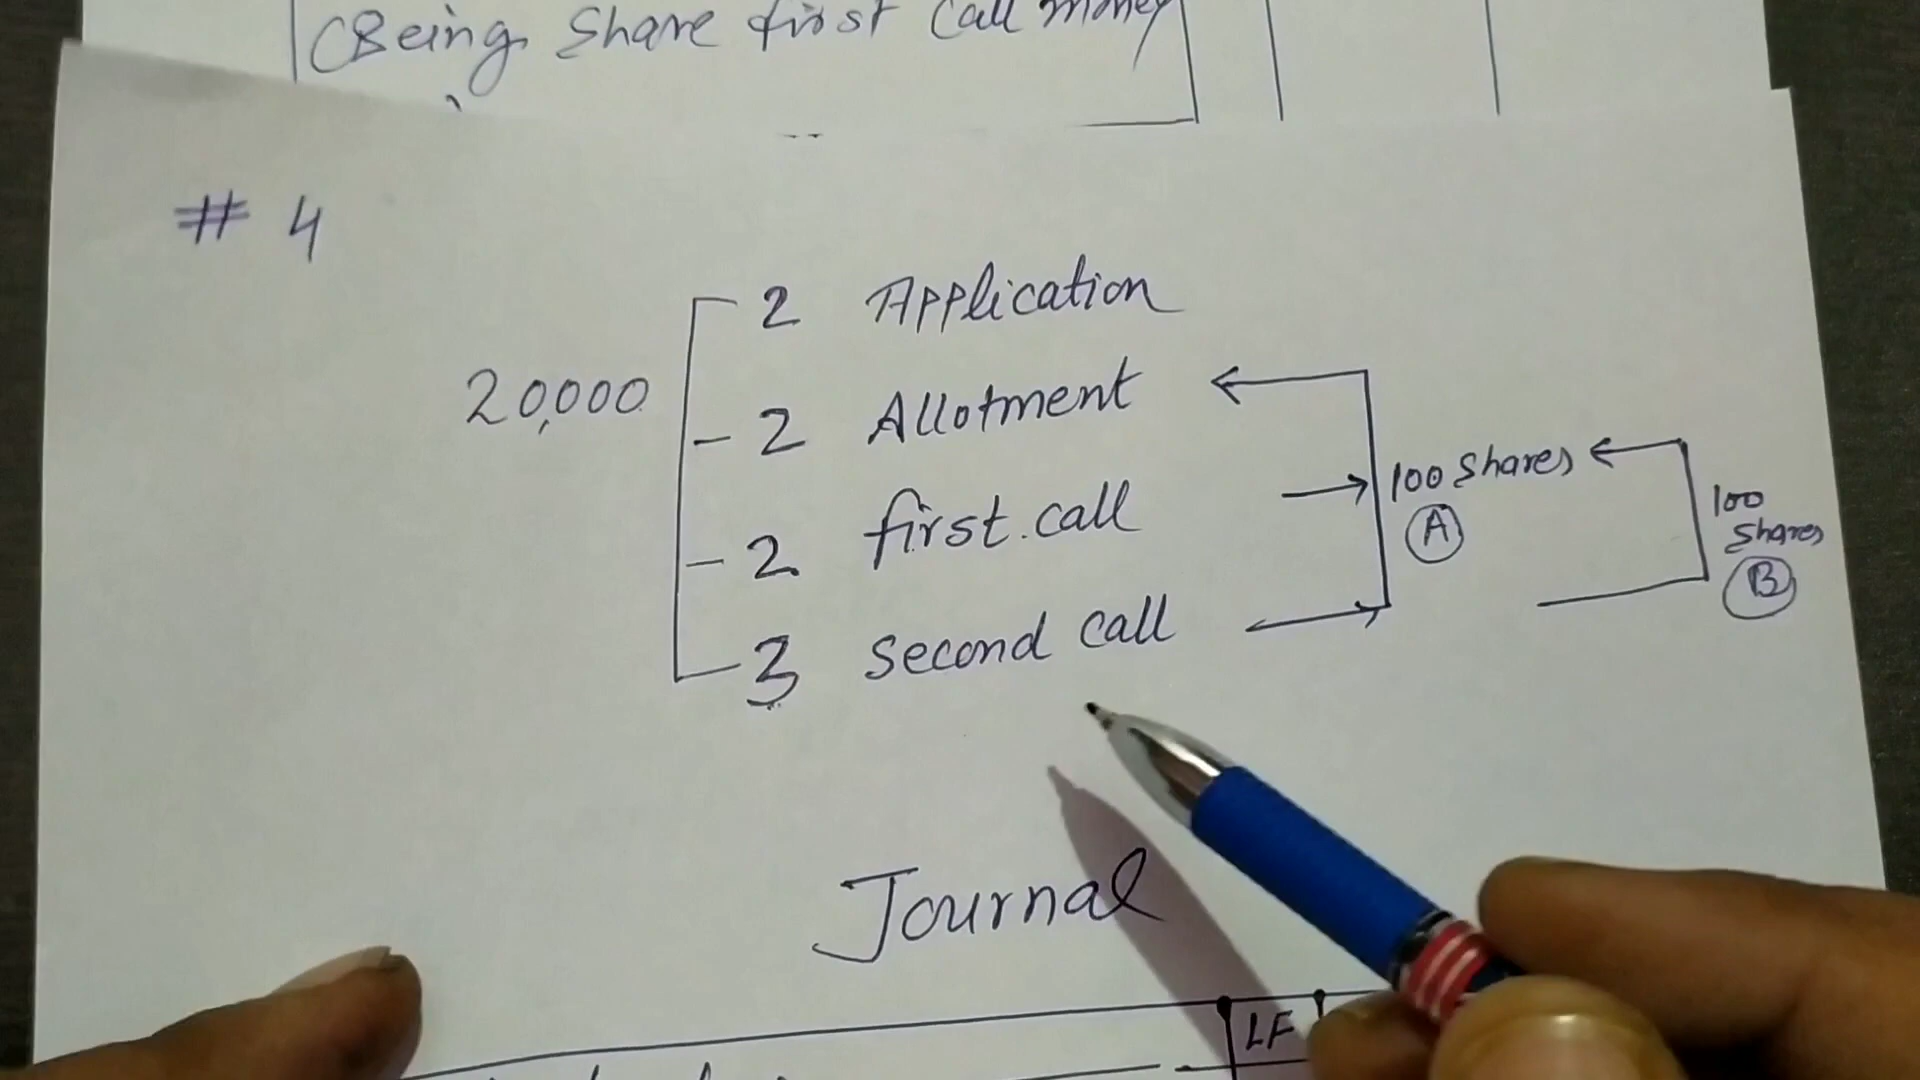 (Being Share first Call money
# 4
2 Application
20,000
2 Allotment
2 first call
3 Second call
100 Shares
A
100
Shares
B
Journal
LF